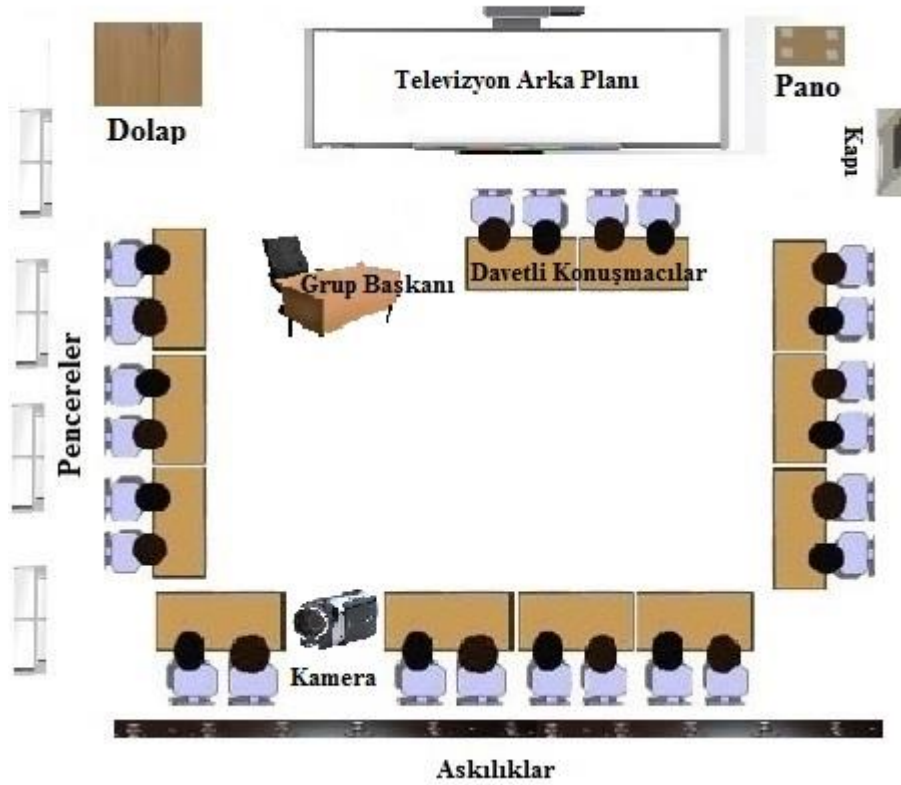 Televizyon Arka Planı
Pano
Dolap
Kapı
Grup Başkanı
Davetli Konuşmacılar
Pencereler
Kamera
Askılıklar